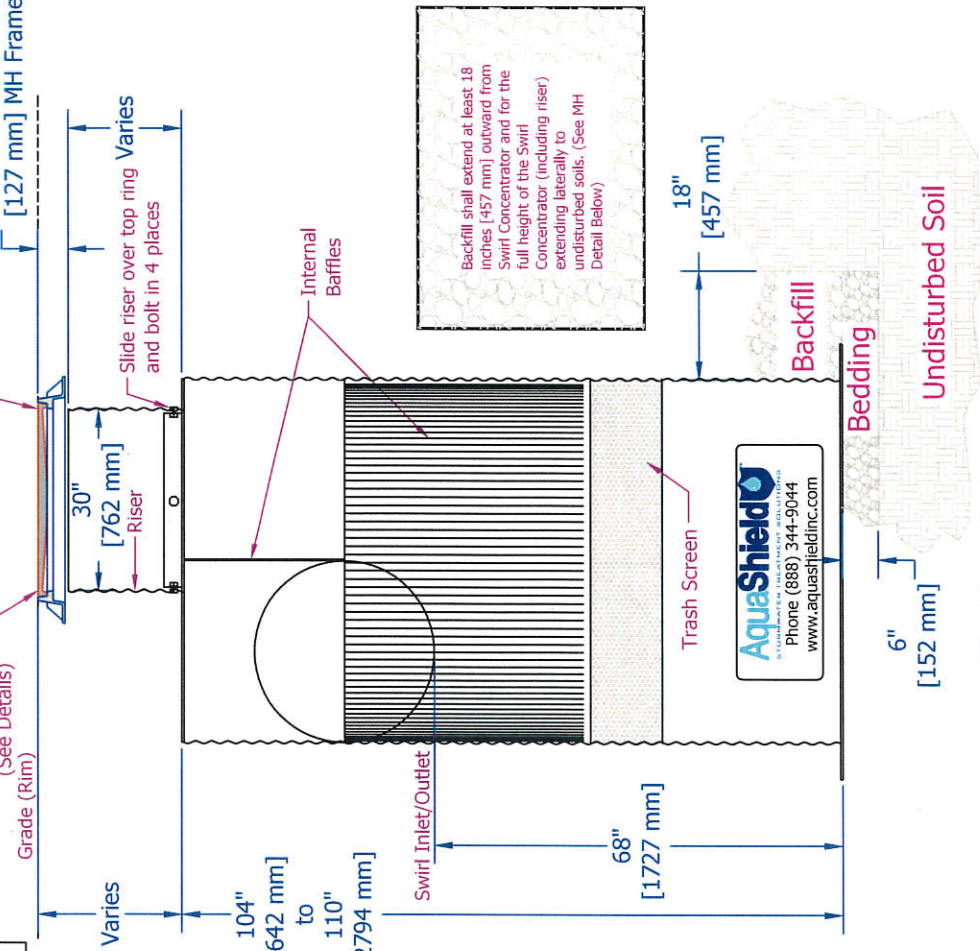 [127 mm] MH Frame
(See Details)
Grade (Rim)
Varies
Varies
30"
[762 mm]
Riser
Slide riser over top ring
and bolt in 4 places
Internal
Baffles
Backfill shall extend at least 18
inches [457 mm] outward from
Swirl Concentrator and for the
full height of the Swirl
Concentrator (including riser)
extending laterally to
undisturbed soils. (See MH
Detail Below)
104"
642 mm]
to
110"
2794 mm]
Swirl Inlet/Outlet
68"
[1727 mm]
Trash Screen
18"
[457 mm]
AquaShield
STORMWATER TREATMENT SOLUTIONS
Phone (888) 344-9044
www.aquashieldinc.com
Backfill
Bedding
Undisturbed Soil
6"
[152 mm]